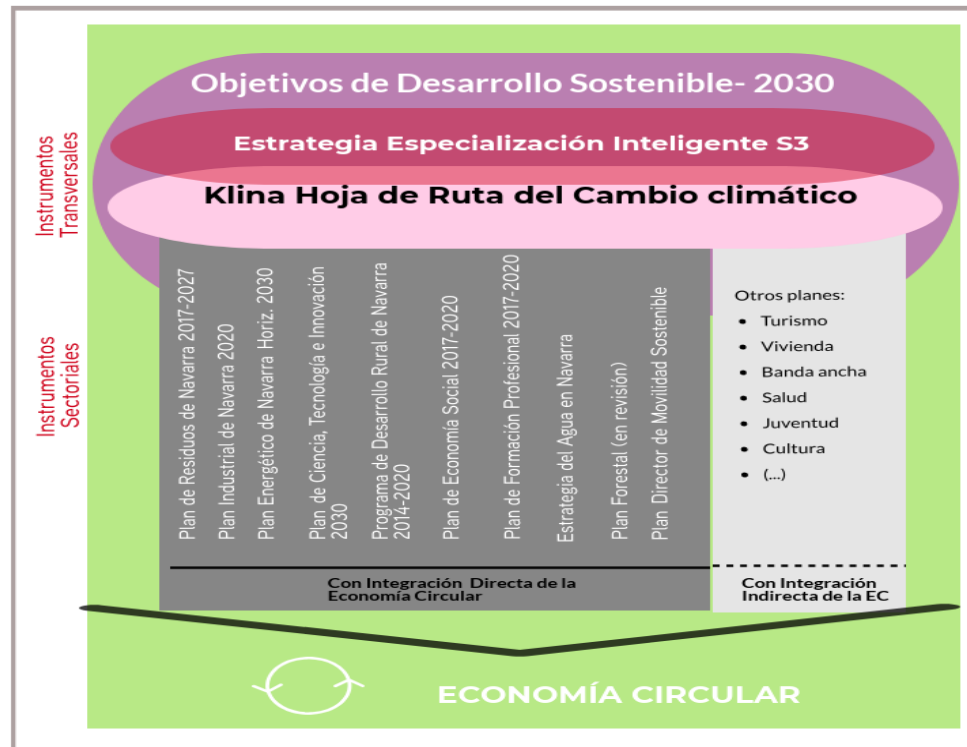 Objetivos de Desarrollo Sostenible- 2030
Estrategia Especialización Inteligente S3
Klina Hoja de Ruta del Cambio climático
Instrumentos
Transversales
Instrumentos
Sectoriales
Plan de Residuos de Navarra 2017-2027
Plan Industrial de Navarra 2020
Plan Energético de Navarra Horiz. 2030
Plan de Ciencia, Tecnología e Innovación
2030
Programa de Desarrollo Rural de Navarra
2014-2020
Plan de Economía Social 2017-2020
Plan de Formación Profesional 2017-2020
Estrategia del Agua en Navarra
Plan Forestal (en revisión)
Plan Director de Movilidad Sostenible
Otros planes:
• Turismo
• Vivienda
• Banda ancha
• Salud
• Juventud
• Cultura
• (...)
Con Integración Directa de la
Economía Circular
Con Integración
Indirecta de la EC
ECONOMÍA CIRCULAR